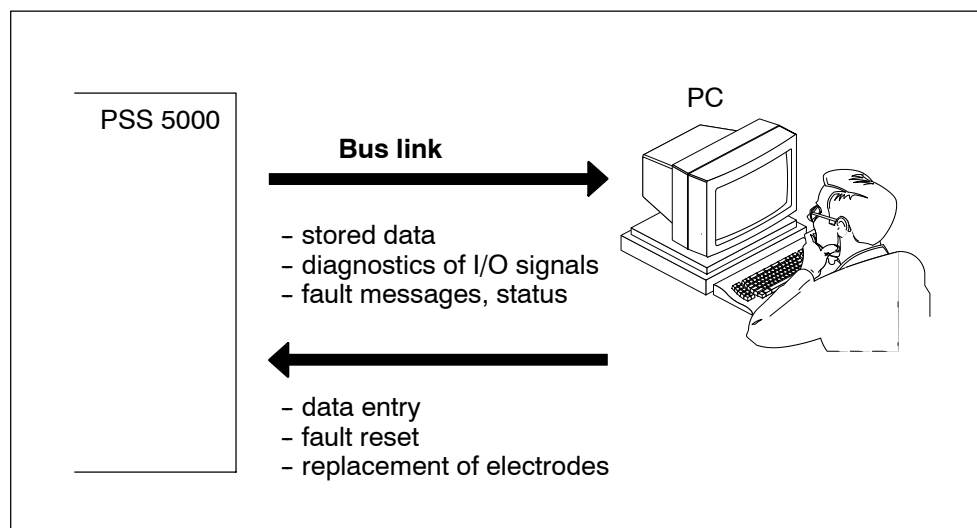 PSS 5000
PC
Bus link
– stored data
– diagnostics of I/O signals
– fault messages, status
– data entry
– fault reset
– replacement of electrodes